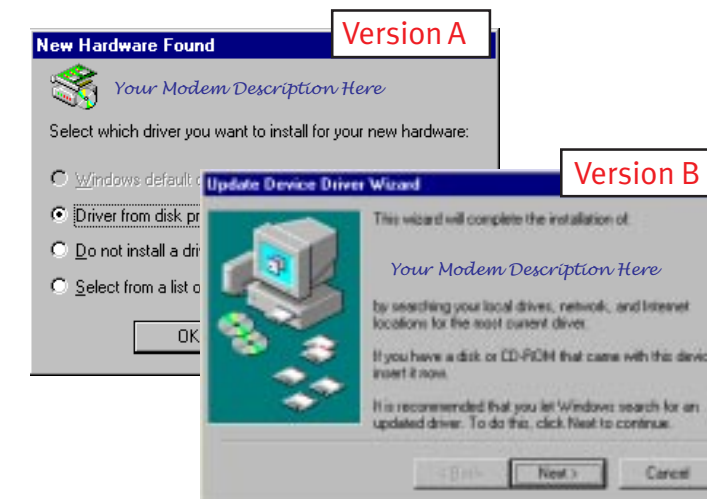 Version A
New Hardware Found
Your Modem Description Here
Select which driver you want to install for your new hardware:
Windows default
Driver from disk pr
Do not install a dri
Select from a list o
OK
Version B
Update Device Driver Wizard
This wizard will complete the installation of:
Your Modem Description Here
by searching your local drives, network, and Internet
locations for the most current driver.
If you have a disk or CD-ROM that came with this devic
insert it now.
It is recommended that you let Windows search for an
updated driver. To do this, click Next to continue.
< Back
Next >
Cancel